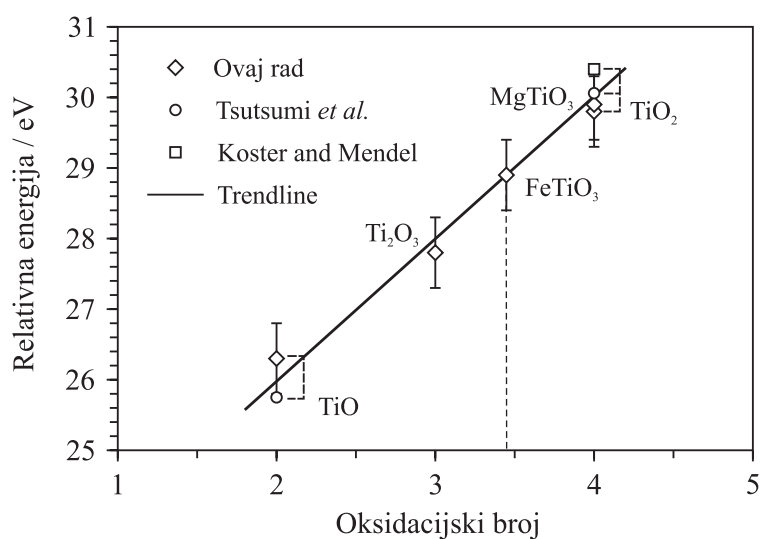 31
30
29
28
27
26
25
Relativna energija / eV
Ovaj rad
Tsutsumi et al.
Koster and Mendel
Trendline
MgTiO₃
TiO₂
FeTiO₃
Ti₂O₃
TiO
1 2 3 4 5
Oksidacijski broj